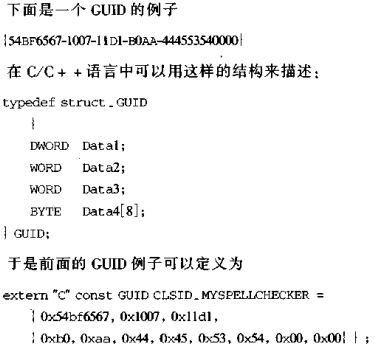 下面是一个 GUID 的例子
{54BF6567-1007-11D1-B0AA-444553540000}
在 C/C++ 语言中可以用这样的结构来描述:
typedef struct _GUID
{
DWORD Data1;
WORD Data2;
WORD Data3;
BYTE Data4[8];
} GUID;
于是前面的 GUID 例子可以定义为
extern "C" const GUID CLSID_MYSPELLCHECKER =
{ 0x54bf6567, 0x1007, 0x11d1,
{ 0xb0, 0xaa, 0x44, 0x45, 0x53, 0x54, 0x00, 0x00} } ;